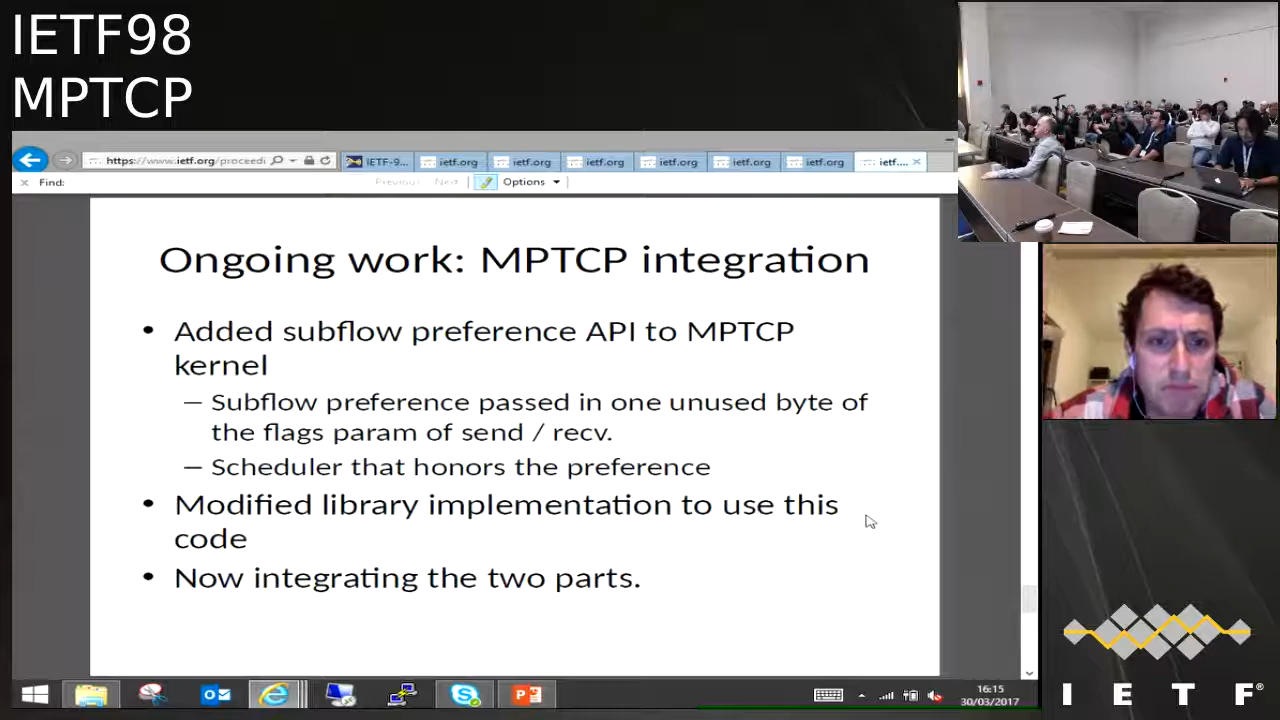 IETF98
MPTCP
https://www.ietf.org/proceedi
IETF-9...
ietf.org
ietf.org
ietf.org
ietf.org
ietf.org
ietf.org
ietf....
Find:
Previous
Next
Options
Ongoing work: MPTCP integration
• Added subflow preference API to MPTCP
kernel
– Subflow preference passed in one unused byte of
the flags param of send / recv.
– Scheduler that honors the preference
• Modified library implementation to use this
code
• Now integrating the two parts.
16:15
30/03/2017
I E T F®